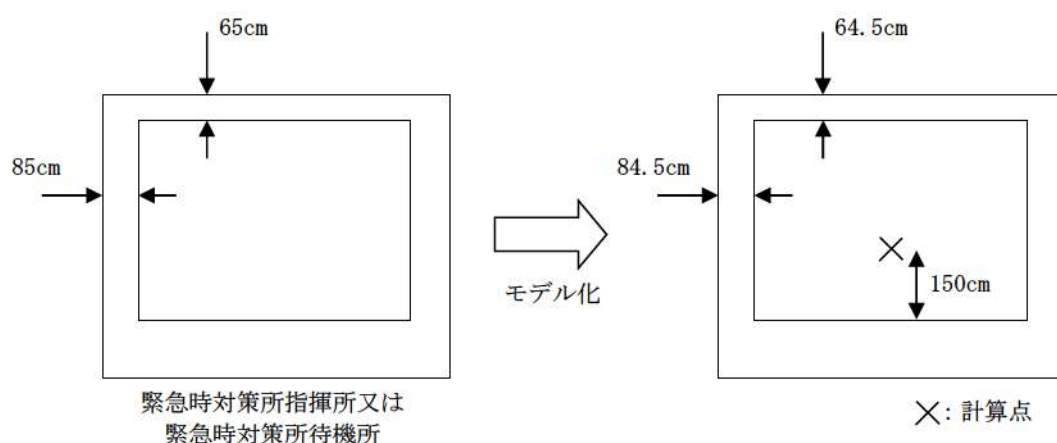 65cm
85cm
緊急時対策所指揮所又は
緊急時対策所待機所
モデル化
64.5cm
84.5cm
150cm
×: 計算点